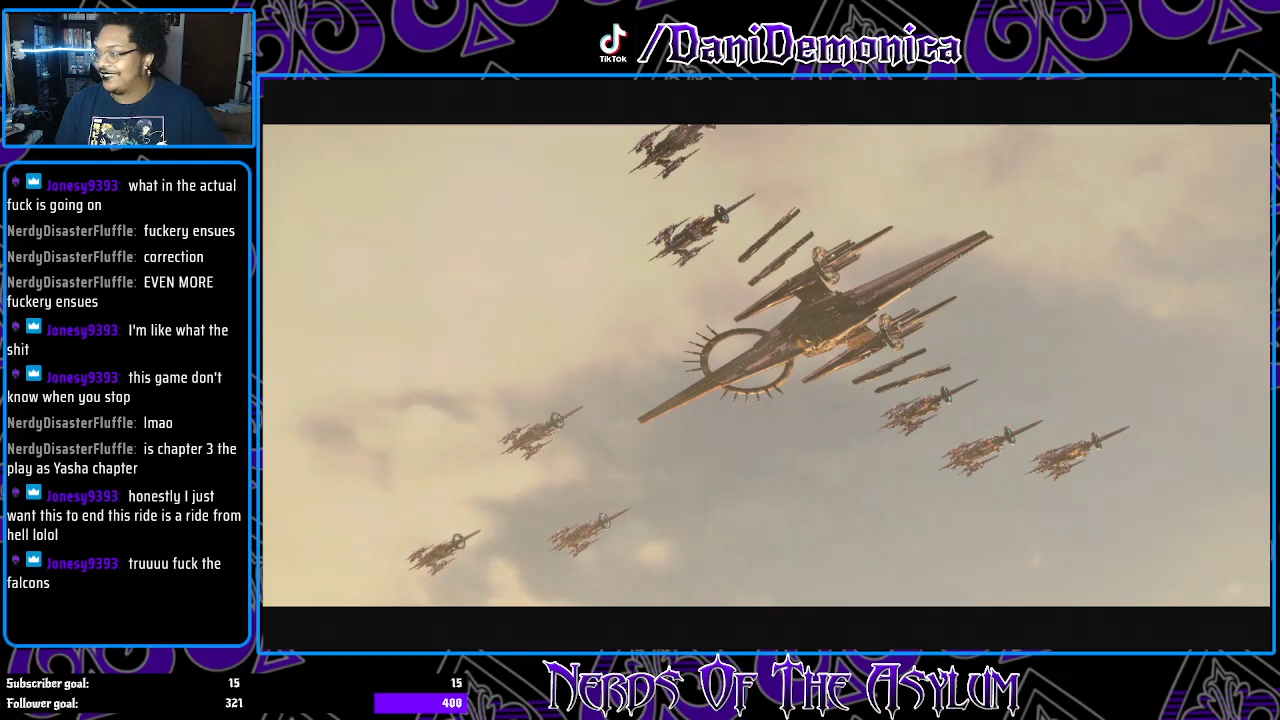 TikTok
/DaniDemonica
Jonesy9393: what in the actual
fuck is going on
NerdyDisasterFluffle: fuckery ensues
NerdyDisasterFluffle: correction
NerdyDisasterFluffle: EVEN MORE
fuckery ensues
Jonesy9393: I'm like what the
shit
Jonesy9393: this game don't
know when you stop
NerdyDisasterFluffle: lmao
NerdyDisasterFluffle: is chapter 3 the
play as Yasha chapter
Jonesy9393: honestly I just
want this to end this ride is a ride from
hell lolol
Jonesy9393: truuuu fuck the
falcons
Subscriber goal: 15 15
Follower goal: 321 400
Nerds Of The Asylum